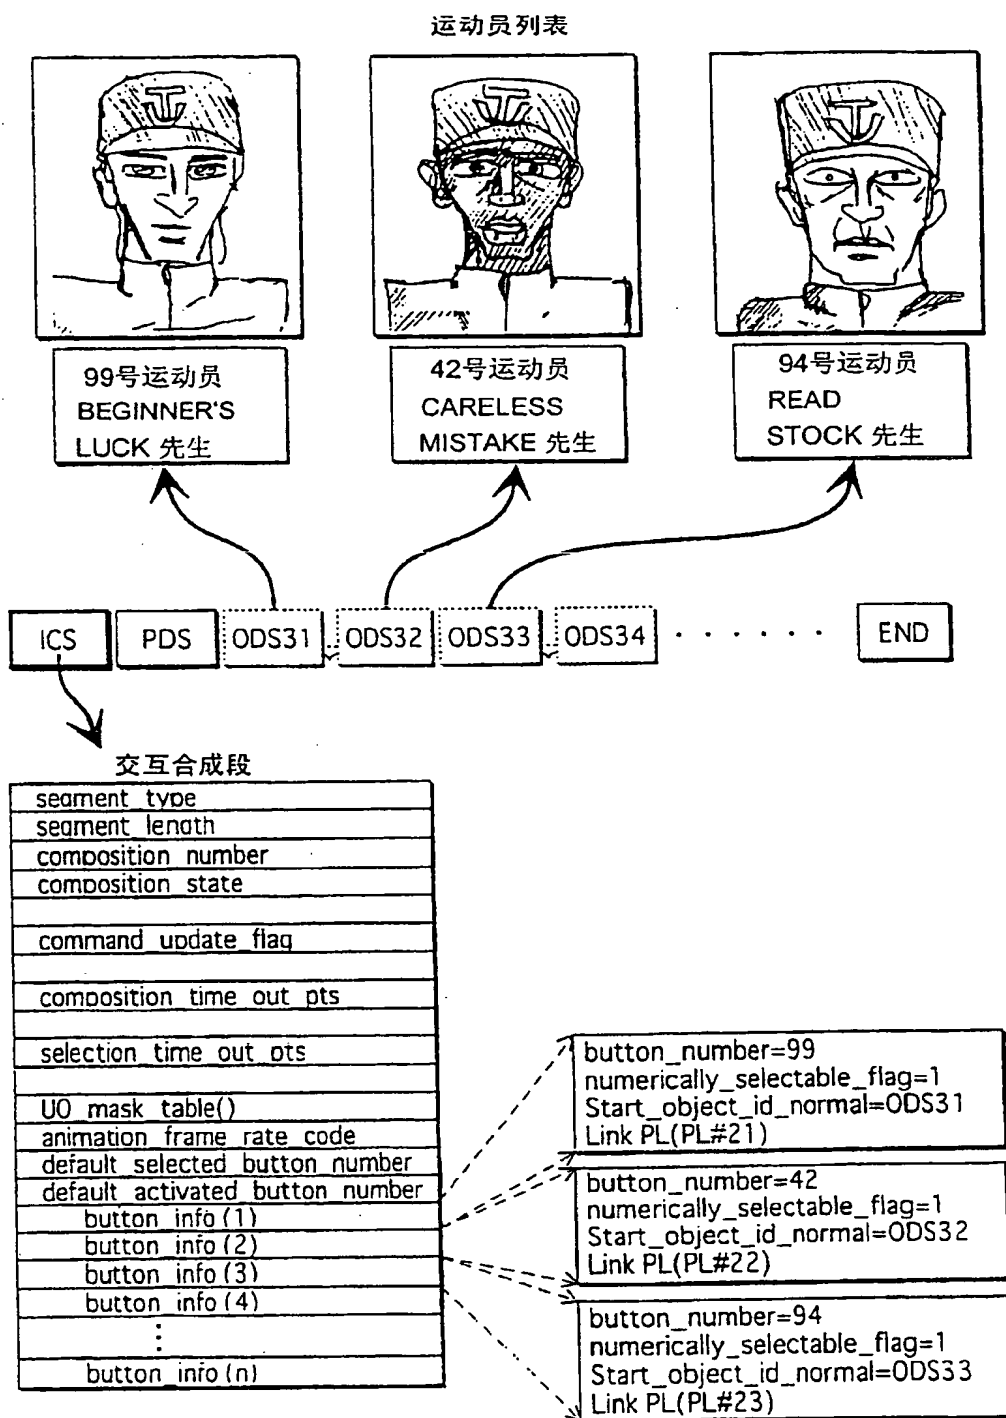 运动员列表
99号运动员
BEGINNER'S
LUCK 先生
42号运动员
CARELESS
MISTAKE 先生
94号运动员
READ
STOCK 先生
ICS
PDS
ODS31
ODS32
ODS33
ODS34
· · · · · · ·
END
交互合成段
segment_type
segment_length
composition_number
composition_state
command_update_flag
composition_time_out_pts
selection_time_out_pts
UO_mask_table()
animation_frame_rate_code
default_selected_button_number
default_activated_button_number
button_info(1)
button_info(2)
button_info(3)
button_info(4)
button_info(n)
button_number=99
numerically_selectable_flag=1
Start_object_id_normal=ODS31
Link PL(PL#21)
button_number=42
numerically_selectable_flag=1
Start_object_id_normal=ODS32
Link PL(PL#22)
button_number=94
numerically_selectable_flag=1
Start_object_id_normal=ODS33
Link PL(PL#23)